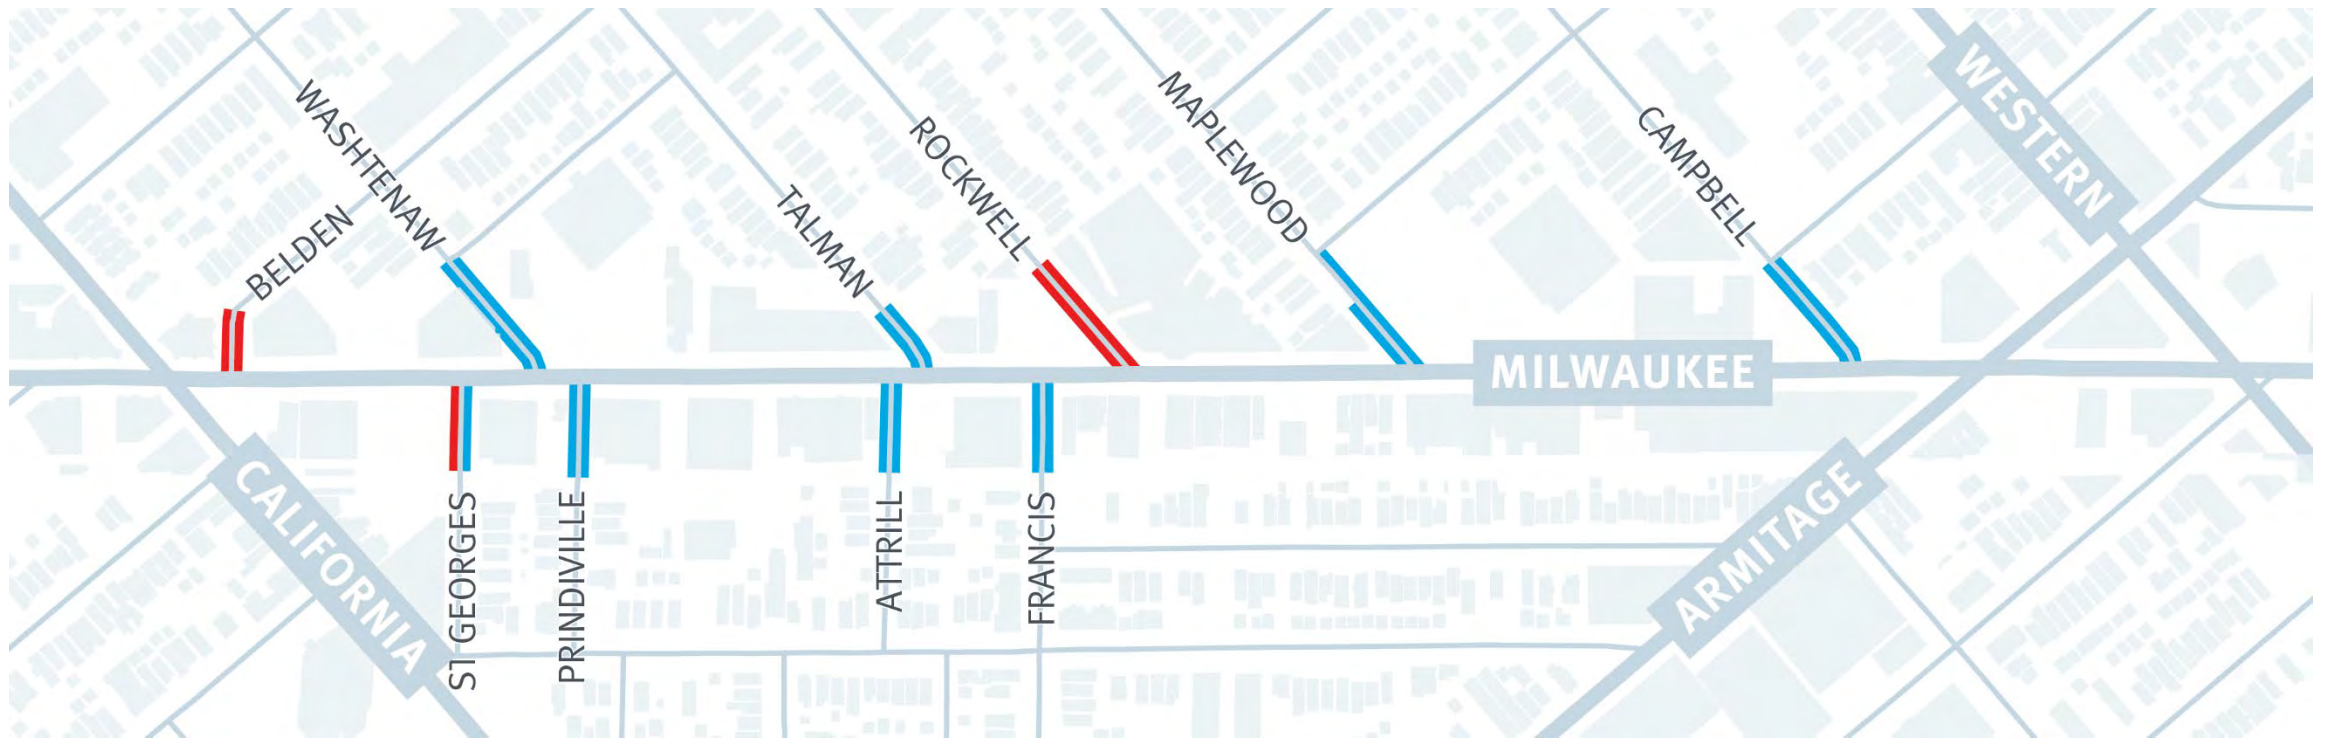 WASHTENAW
BELDEN
TALMAN
ROCKWELL
MAPLEWOOD
CAMPBELL
WESTERN
MILWAUKEE
CALIFORNIA
ST GEORGES
PRINDIVILLE
ATTRILL
FRANCIS
ARMITAGE